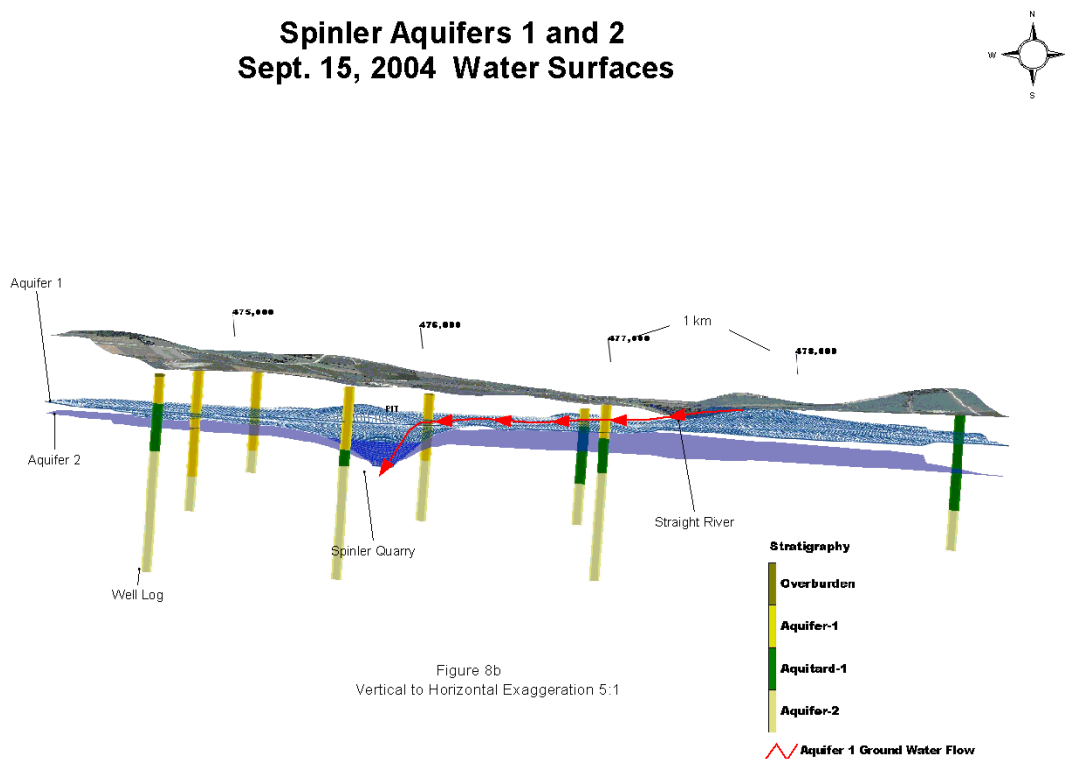 Spinler Aquifers 1 and 2
Sept. 15, 2004 Water Surfaces
N
W
S
Aquifer 1
475,000
476,000
477,000
1 km
478,000
PIT
Aquifer 2
Straight River
Spinler Quarry
Well Log
Stratigraphy
Overburden
Aquifer-1
Aquitard-1
Aquifer-2
Aquifer 1 Ground Water Flow
Figure 8b
Vertical to Horizontal Exaggeration 5:1